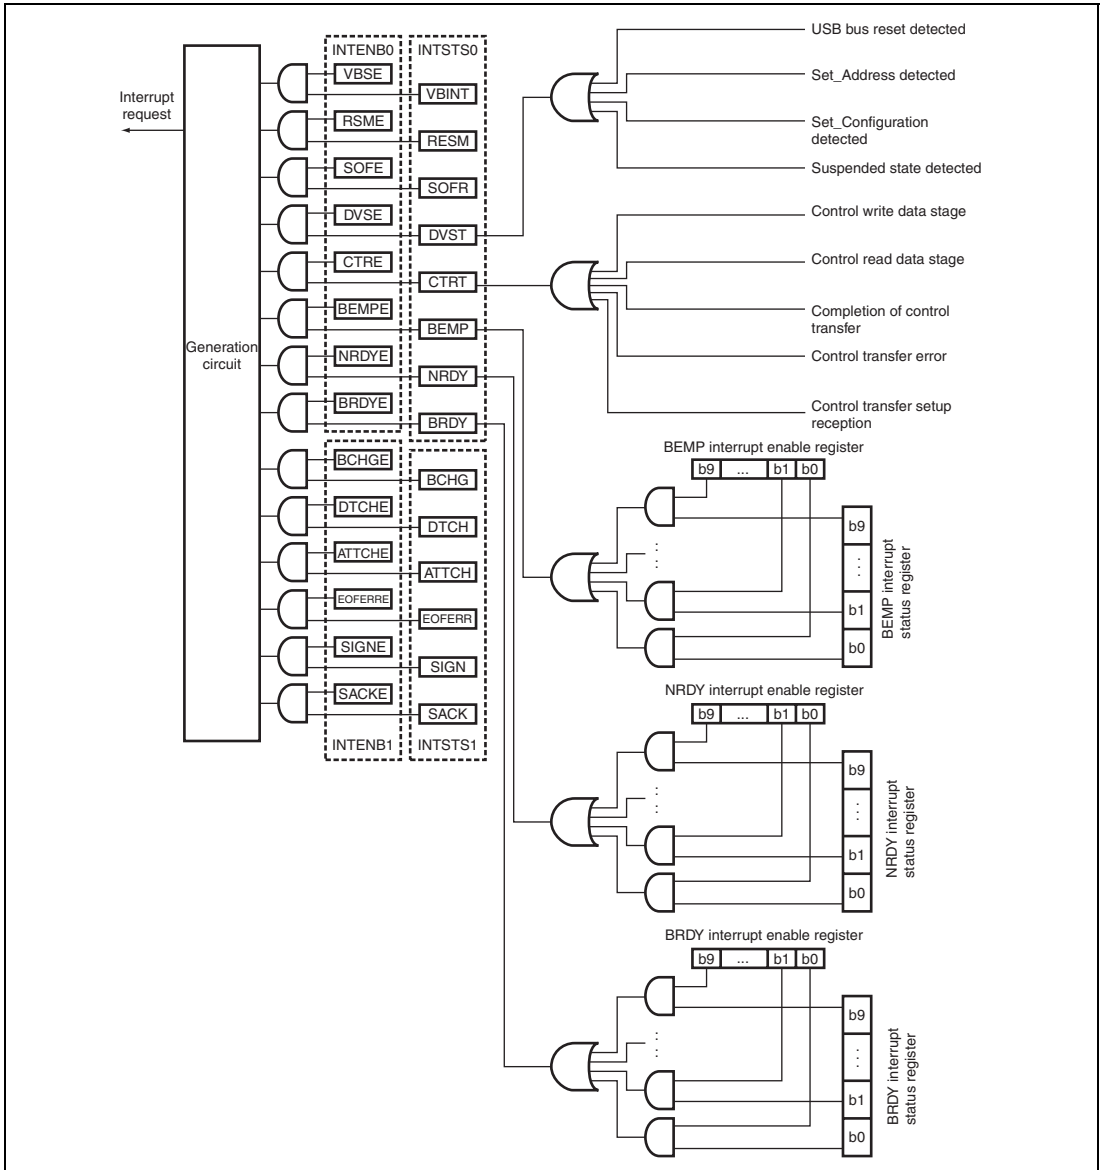 INTENB0
INTSTS0
VBSE
VBINT
RSME
RESM
SOFE
SOFR
DVSE
DVST
CTRE
CTRT
BEMPE
BEMP
NRDYE
NRDY
BRDYE
BRDY
BCHGE
BCHG
DTCHE
DTCH
ATTCHE
ATTCH
EOFERRE
EOFERR
SIGNE
SIGN
SACKE
SACK
INTENB1
INTSTS1
Interrupt
request
Generation
circuit
USB bus reset detected
Set_Address detected
Set_Configuration
detected
Suspended state detected
Control write data stage
Control read data stage
Completion of control
transfer
Control transfer error
Control transfer setup
reception
BEMP interrupt enable register
b9 ... b1 b0
b9
...
b1
b0
BEMP interrupt
status register
NRDY interrupt enable register
b9 ... b1 b0
b9
...
b1
b0
NRDY interrupt
status register
BRDY interrupt enable register
b9 ... b1 b0
b9
...
b1
b0
BRDY interrupt
status register